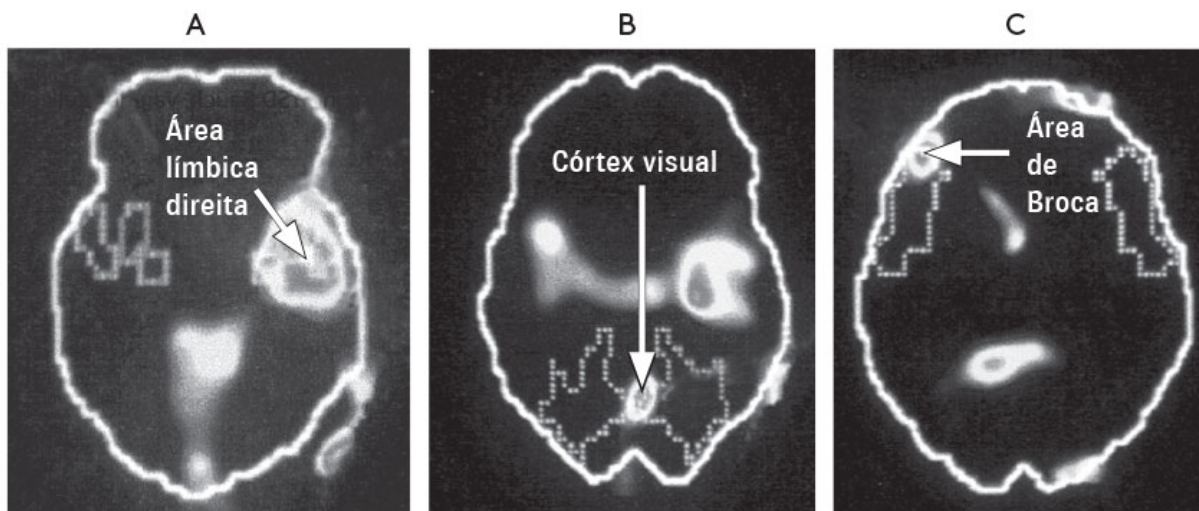 A
B
C
Área
límbica
direita
Córtex visual
Área
de
Broca